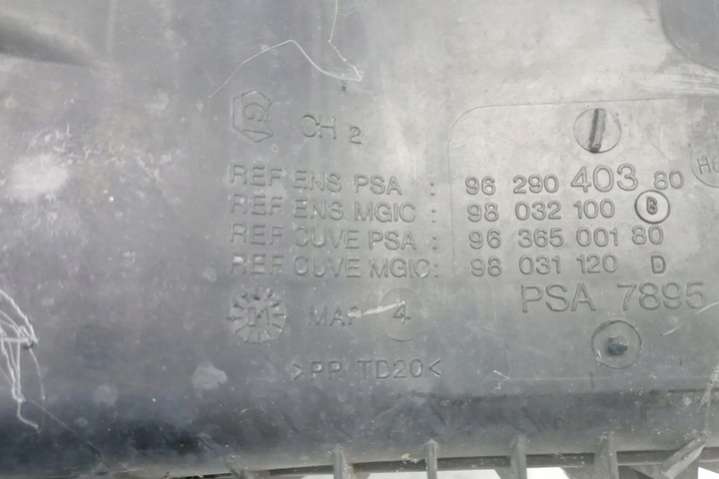 CH 2
REF ENS PSA : 96 290 403 80
REF ENS MGIC : 98 032 100 B
REF CUVE PSA : 96 365 001 80
REF CUVE MGIC: 98 031 120 D
PSA 7895
4
>PP TD20<